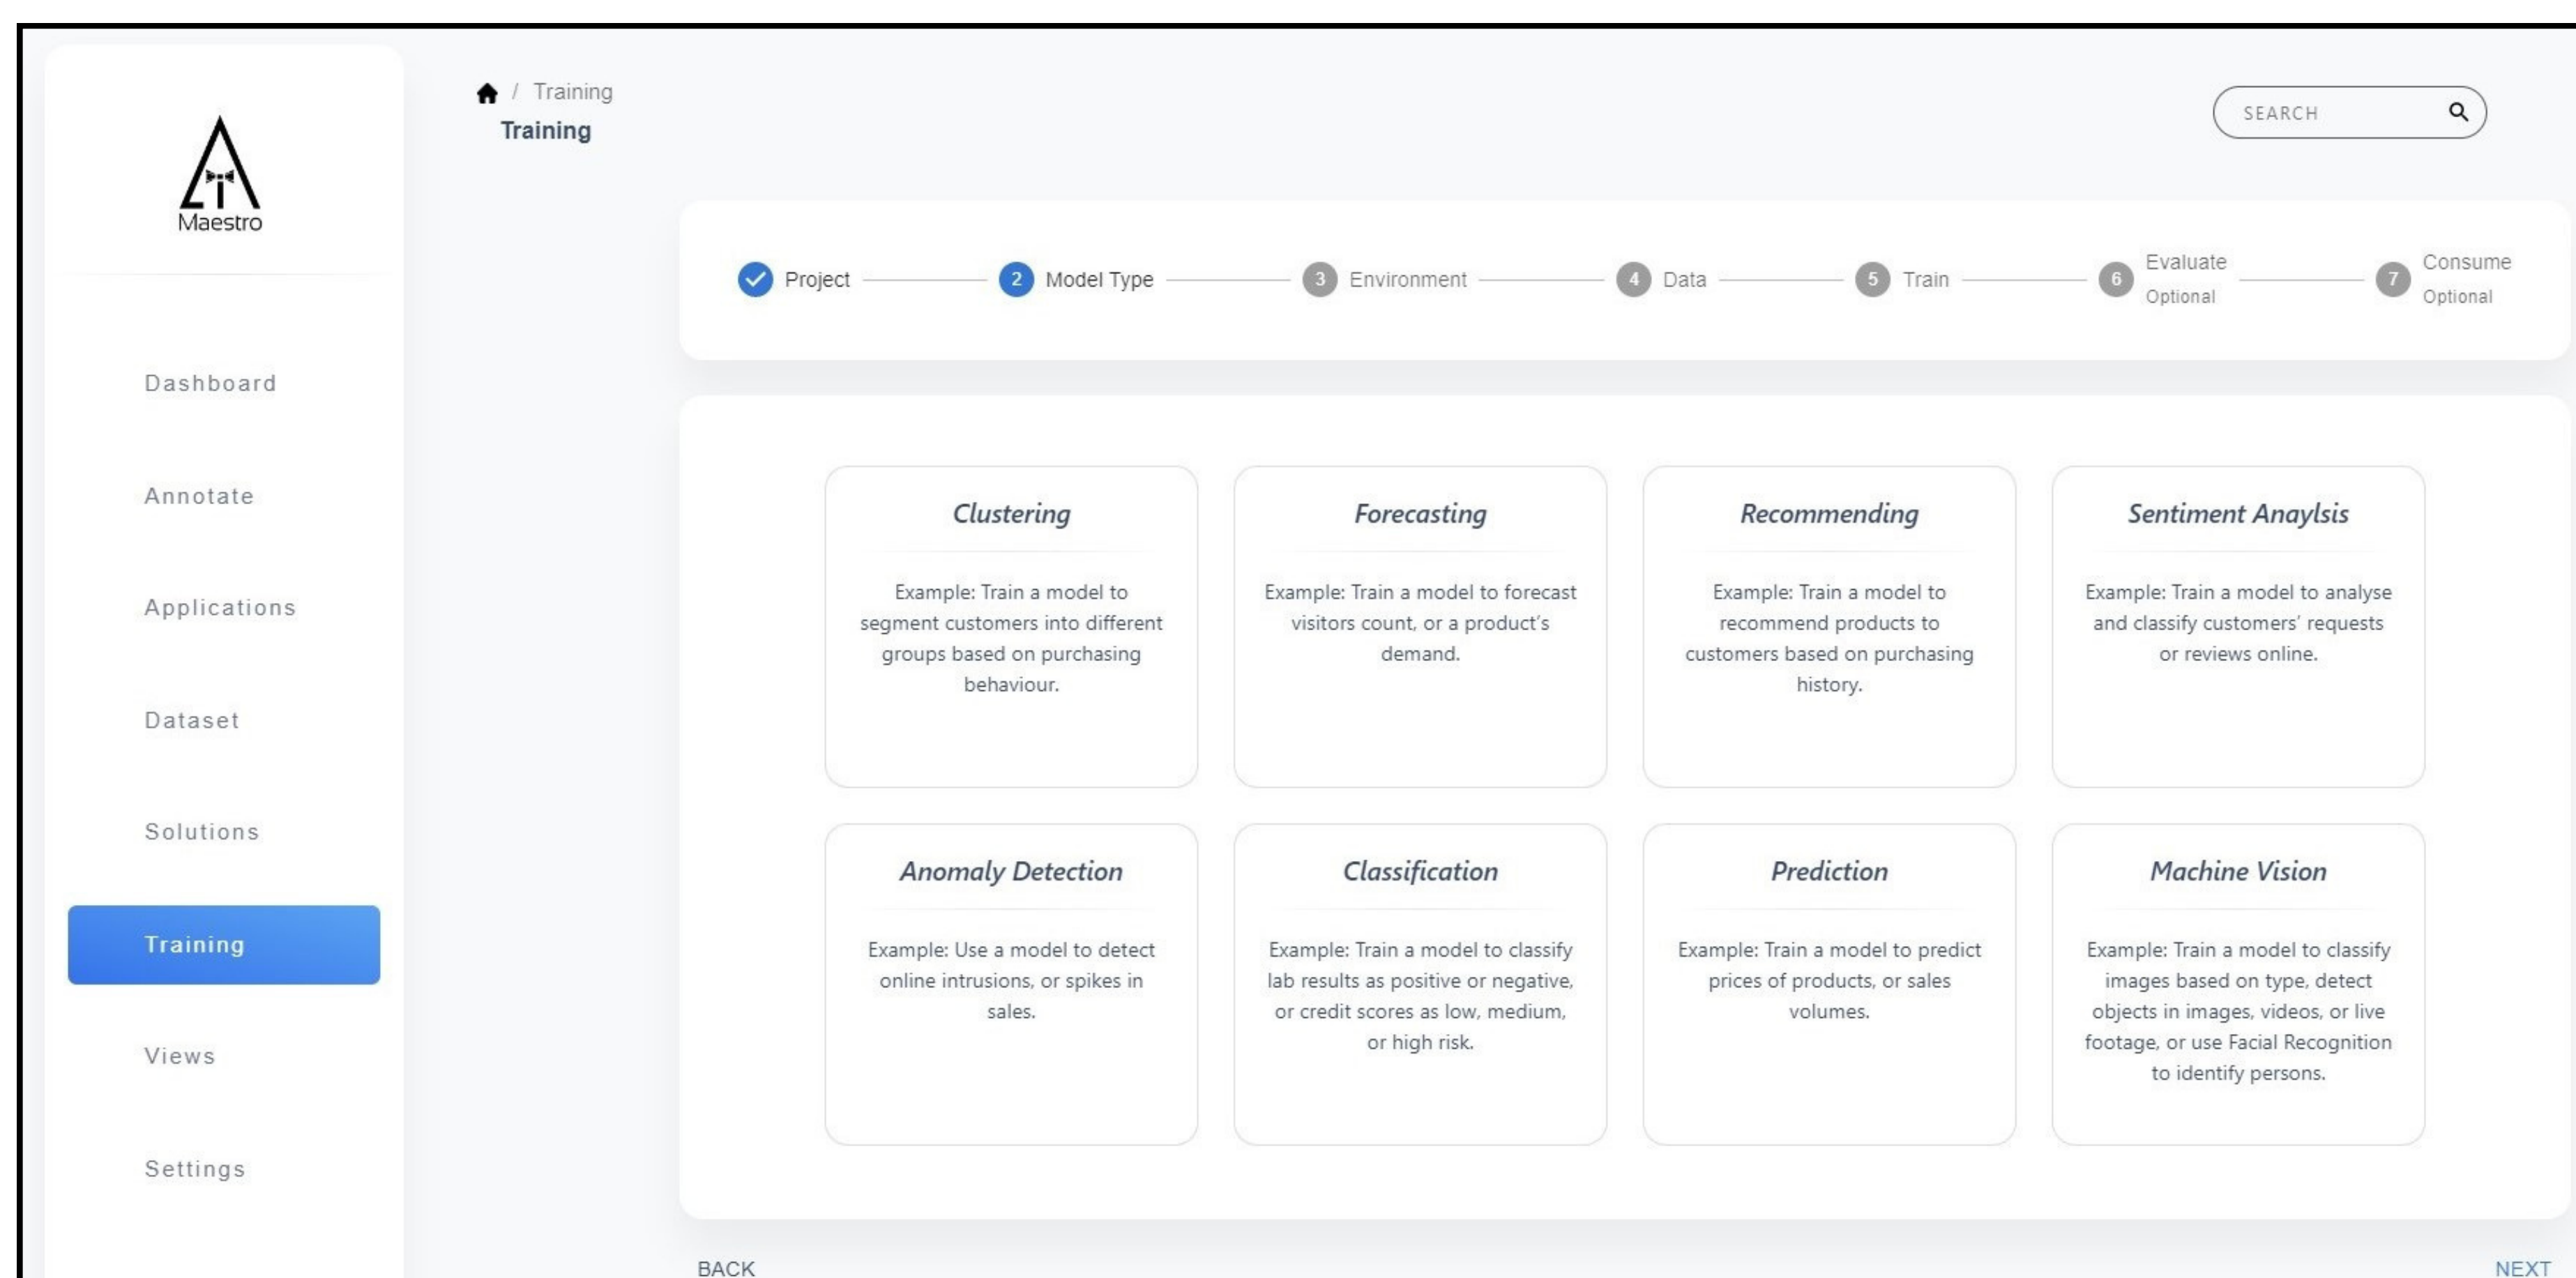 Maestro
Dashboard
Annotate
Applications
Dataset
Solutions
Training
Views
Settings
/ Training
Training
SEARCH
Project
2 Model Type
3 Environment
4 Data
5 Train
6 Evaluate
Optional
7 Consume
Optional
Clustering
Example: Train a model to
segment customers into different
groups based on purchasing
behaviour.
Forecasting
Example: Train a model to forecast
visitors count, or a product's
demand.
Recommending
Example: Train a model to
recommend products to
customers based on purchasing
history.
Sentiment Anaylsis
Example: Train a model to analyse
and classify customers' requests
or reviews online.
Anomaly Detection
Example: Use a model to detect
online intrusions, or spikes in
sales.
Classification
Example: Train a model to classify
lab results as positive or negative,
or credit scores as low, medium,
or high risk.
Prediction
Example: Train a model to predict
prices of products, or sales
volumes.
Machine Vision
Example: Train a model to classify
images based on type, detect
objects in images, videos, or live
footage, or use Facial Recognition
to identify persons.
BACK
NEXT